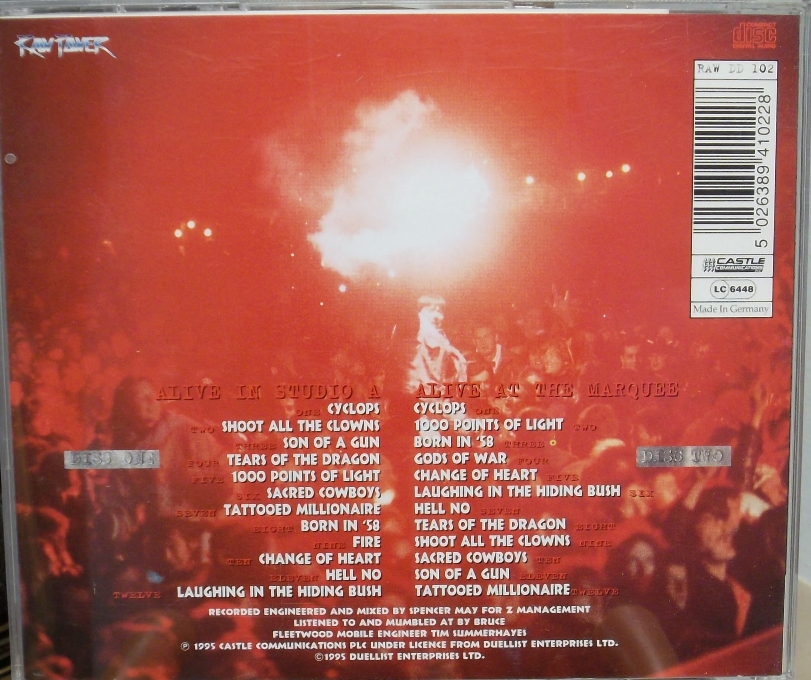 RAW POWER
COMPACT
disc
DIGITAL AUDIO
RAW DD 102
5 026389 410228
CASTLE
COMMUNICATIONS
LC 6448
Made In Germany
ALIVE IN STUDIO A
ONE CYCLOPS
TWO SHOOT ALL THE CLOWNS
THREE SON OF A GUN
DISC ONE
FOUR TEARS OF THE DRAGON
FIVE 1000 POINTS OF LIGHT
SIX SACRED COWBOYS
SEVEN TATTOOED MILLIONAIRE
EIGHT BORN IN '58
NINE FIRE
TEN CHANGE OF HEART
ELEVEN HELL NO
TWELVE LAUGHING IN THE HIDING BUSH
ALIVE AT THE MARQUEE
CYCLOPS ONE
1000 POINTS OF LIGHT TWO
BORN IN '58 THREE
GODS OF WAR FOUR
DISC TWO
CHANGE OF HEART FIVE
LAUGHING IN THE HIDING BUSH SIX
HELL NO SEVEN
TEARS OF THE DRAGON EIGHT
SHOOT ALL THE CLOWNS NINE
SACRED COWBOYS TEN
SON OF A GUN ELEVEN
TATTOOED MILLIONAIRE TWELVE
RECORDED ENGINEERED AND MIXED BY SPENCER MAY FOR Z MANAGEMENT
LISTENED TO AND MUMBLED AT BY BRUCE
FLEETWOOD MOBILE ENGINEER TIM SUMMERHAYES
℗ 1995 CASTLE COMMUNICATIONS PLC UNDER LICENCE FROM DUELLIST ENTERPRISES LTD.
©1995 DUELLIST ENTERPRISES LTD.